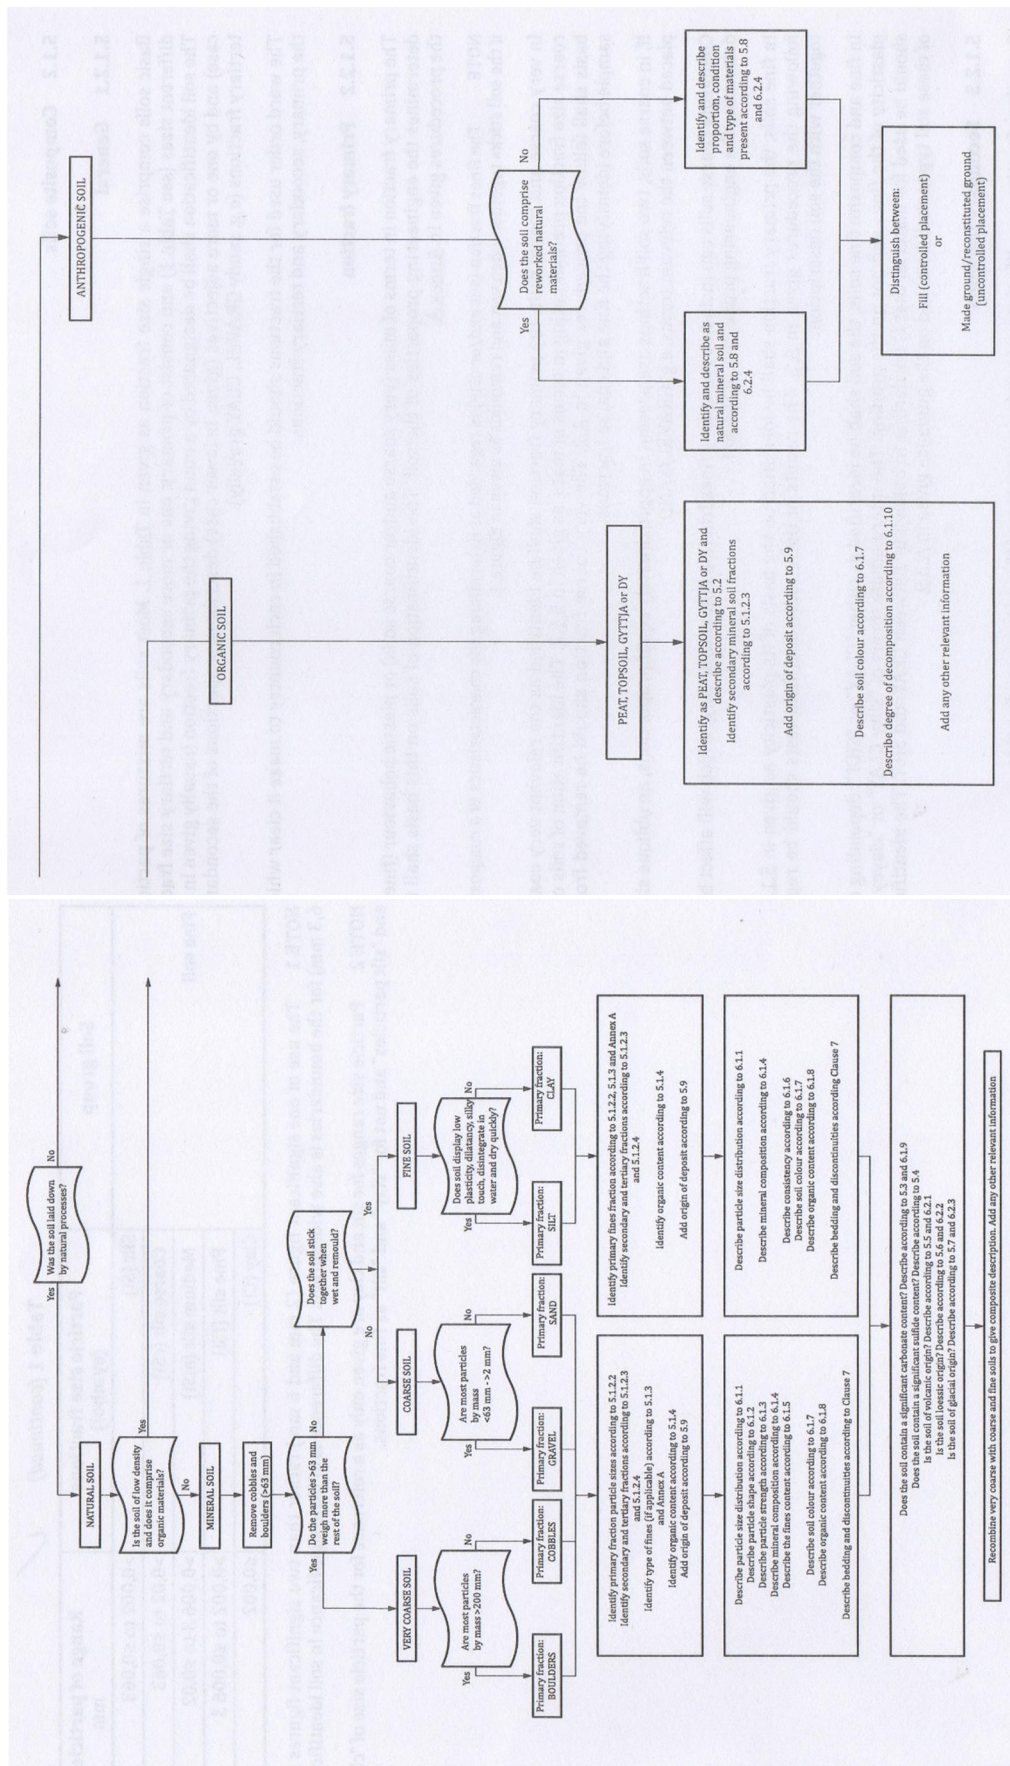 Was the soil laid down
by natural processes?
Yes
No
NATURAL SOIL
Is the soil of low density
and does it comprise
organic materials?
Yes
No
MINERAL SOIL
Remove cobbles and
boulders (>63 mm)
Do the particles >63 mm
weigh more than the
rest of the soil?
Yes
No
Does the soil stick
together when
wet and remould?
No
Yes
VERY COARSE SOIL
COARSE SOIL
FINE SOIL
Are most particles
by mass >200 mm?
Yes
No
Are most particles
by mass
<63 mm - >2 mm?
Yes
No
Does soil display low
plasticity, dilatancy, silky
touch, disintegrate in
water and dry quickly?
Yes
No
Primary fraction:
BOULDERS
Primary fraction:
COBBLES
Primary fraction:
GRAVEL
Primary fraction:
SAND
Primary fraction:
SILT
Primary fraction:
CLAY
Identify primary fraction particle sizes according to 5.1.2.2
Identify secondary and tertiary fractions according to 5.1.2.3
and 5.1.2.4
Identify type of fines (if applicable) according to 5.1.3
and Annex A
Identify organic content according to 5.1.4
Add origin of deposit according to 5.9
Identify primary fines fraction according to 5.1.2.2, 5.1.3 and Annex A
Identify secondary and tertiary fractions according to 5.1.2.3
and 5.1.2.4
Identify organic content according to 5.1.4
Add origin of deposit according to 5.9
Describe particle size distribution according to 6.1.1
Describe particle shape according to 6.1.2
Describe particle strength according to 6.1.3
Describe mineral composition according to 6.1.4
Describe the fines content according to 6.1.5
Describe soil colour according to 6.1.7
Describe organic content according to 6.1.8
Describe bedding and discontinuities according to Clause 7
Describe particle size distribution according to 6.1.1
Describe mineral composition according to 6.1.4
Describe consistency according to 6.1.6
Describe soil colour according to 6.1.7
Describe organic content according to 6.1.8
Describe bedding and discontinuities according Clause 7
Does the soil contain a significant carbonate content? Describe according to 5.3 and 6.1.9
Does the soil contain a significant sulfide content? Describe according to 5.4
Is the soil of volcanic origin? Describe according to 5.5 and 6.2.1
Is the soil loessic origin? Describe according to 5.6 and 6.2.2
Is the soil of glacial origin? Describe according to 5.7 and 6.2.3
Recombine very coarse with coarse and fine soils to give composite description. Add any other relevant information
ANTHROPOGENIC SOIL
ORGANIC SOIL
Does the soil comprise
reworked natural
materials?
Yes
No
PEAT, TOPSOIL, GYTTJA or DY
Identify as PEAT, TOPSOIL, GYTTJA or DY and
describe according to 5.2
Identify secondary mineral soil fractions
according to 5.1.2.3
Add origin of deposit according to 5.9
Describe soil colour according to 6.1.7
Describe degree of decomposition according to 6.1.10
Add any other relevant information
Identify and describe as
natural mineral soil and
according to 5.8 and
6.2.4
Identify and describe
proportion, condition
and type of materials
present according to 5.8
and 6.2.4
Distinguish between:
Fill (controlled placement)
or
Made ground/reconstituted ground
(uncontrolled placement)